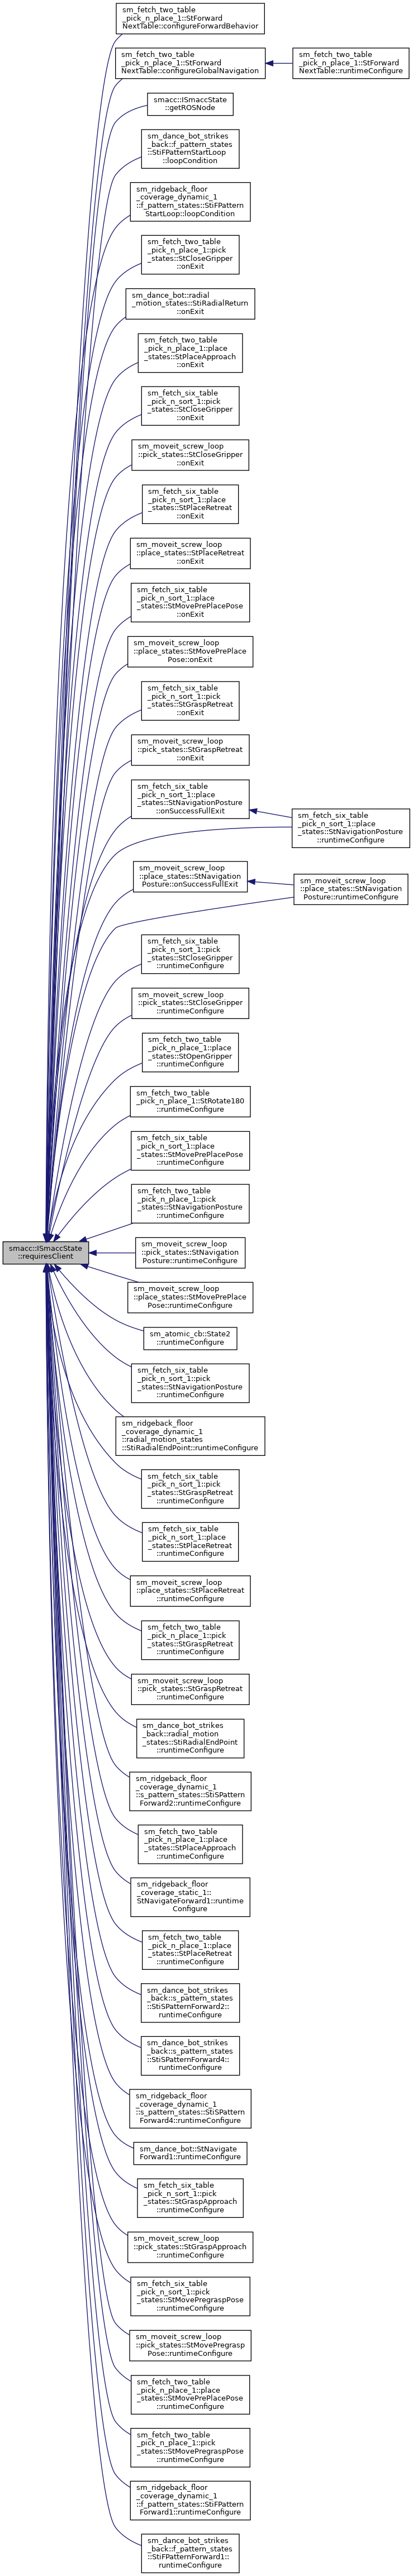 sm_fetch_two_table
_pick_n_place_1::StForward
NextTable::configureForwardBehavior
sm_fetch_two_table
_pick_n_place_1::StForward
NextTable::configureGlobalNavigation
sm_fetch_two_table
_pick_n_place_1::StForward
NextTable::runtimeConfigure
smacc::ISmaccState
::getROSNode
sm_dance_bot_strikes
_back::f_pattern_states
::StiFPatternStartLoop
::loopCondition
sm_ridgeback_floor
_coverage_dynamic_1
::f_pattern_states::StiFPattern
StartLoop::loopCondition
sm_fetch_two_table
_pick_n_place_1::pick
_states::StCloseGripper
::onExit
sm_dance_bot::radial
_motion_states::StiRadialReturn
::onExit
sm_fetch_two_table
_pick_n_place_1::place
_states::StPlaceApproach
::onExit
sm_fetch_six_table
_pick_n_sort_1::pick
_states::StCloseGripper
::onExit
sm_moveit_screw_loop
::pick_states::StCloseGripper
::onExit
sm_fetch_six_table
_pick_n_sort_1::place
_states::StPlaceRetreat
::onExit
sm_moveit_screw_loop
::place_states::StPlaceRetreat
::onExit
sm_fetch_six_table
_pick_n_sort_1::place
_states::StMovePrePlacePose
::onExit
sm_moveit_screw_loop
::place_states::StMovePrePlace
Pose::onExit
sm_fetch_six_table
_pick_n_sort_1::pick
_states::StGraspRetreat
::onExit
sm_moveit_screw_loop
::pick_states::StGraspRetreat
::onExit
sm_fetch_six_table
_pick_n_sort_1::place
_states::StNavigationPosture
::onSuccessFullExit
sm_fetch_six_table
_pick_n_sort_1::place
_states::StNavigationPosture
::runtimeConfigure
sm_moveit_screw_loop
::place_states::StNavigation
Posture::onSuccessFullExit
sm_moveit_screw_loop
::place_states::StNavigation
Posture::runtimeConfigure
sm_fetch_six_table
_pick_n_sort_1::pick
_states::StCloseGripper
::runtimeConfigure
sm_moveit_screw_loop
::pick_states::StCloseGripper
::runtimeConfigure
sm_fetch_two_table
_pick_n_place_1::place
_states::StOpenGripper
::runtimeConfigure
sm_fetch_two_table
_pick_n_place_1::StRotate180
::runtimeConfigure
sm_fetch_six_table
_pick_n_sort_1::place
_states::StMovePrePlacePose
::runtimeConfigure
sm_fetch_two_table
_pick_n_place_1::pick
_states::StNavigationPosture
::runtimeConfigure
smacc::ISmaccState
::requiresClient
sm_moveit_screw_loop
::pick_states::StNavigation
Posture::runtimeConfigure
sm_moveit_screw_loop
::place_states::StMovePrePlace
Pose::runtimeConfigure
sm_atomic_cb::State2
::runtimeConfigure
sm_fetch_six_table
_pick_n_sort_1::pick
_states::StNavigationPosture
::runtimeConfigure
sm_ridgeback_floor
_coverage_dynamic_1
::radial_motion_states
::StiRadialEndPoint::runtimeConfigure
sm_fetch_six_table
_pick_n_sort_1::pick
_states::StGraspRetreat
::runtimeConfigure
sm_fetch_six_table
_pick_n_sort_1::place
_states::StPlaceRetreat
::runtimeConfigure
sm_moveit_screw_loop
::place_states::StPlaceRetreat
::runtimeConfigure
sm_fetch_two_table
_pick_n_place_1::pick
_states::StGraspRetreat
::runtimeConfigure
sm_moveit_screw_loop
::pick_states::StGraspRetreat
::runtimeConfigure
sm_dance_bot_strikes
_back::radial_motion
_states::StiRadialEndPoint
::runtimeConfigure
sm_ridgeback_floor
_coverage_dynamic_1
::s_pattern_states::StiSPattern
Forward2::runtimeConfigure
sm_fetch_two_table
_pick_n_place_1::place
_states::StPlaceApproach
::runtimeConfigure
sm_ridgeback_floor
_coverage_static_1::
StNavigateForward1::runtime
Configure
sm_fetch_two_table
_pick_n_place_1::place
_states::StPlaceRetreat
::runtimeConfigure
sm_dance_bot_strikes
_back::s_pattern_states
::StiSPatternForward2::
runtimeConfigure
sm_dance_bot_strikes
_back::s_pattern_states
::StiSPatternForward4::
runtimeConfigure
sm_ridgeback_floor
_coverage_dynamic_1
::s_pattern_states::StiSPattern
Forward4::runtimeConfigure
sm_dance_bot::StNavigate
Forward1::runtimeConfigure
sm_fetch_six_table
_pick_n_sort_1::pick
_states::StGraspApproach
::runtimeConfigure
sm_moveit_screw_loop
::pick_states::StGraspApproach
::runtimeConfigure
sm_fetch_six_table
_pick_n_sort_1::pick
_states::StMovePregraspPose
::runtimeConfigure
sm_moveit_screw_loop
::pick_states::StMovePregrasp
Pose::runtimeConfigure
sm_fetch_two_table
_pick_n_place_1::place
_states::StMovePrePlacePose
::runtimeConfigure
sm_fetch_two_table
_pick_n_place_1::pick
_states::StMovePregraspPose
::runtimeConfigure
sm_ridgeback_floor
_coverage_dynamic_1
::f_pattern_states::StiFPattern
Forward1::runtimeConfigure
sm_dance_bot_strikes
_back::f_pattern_states
::StiFPatternForward1::
runtimeConfigure